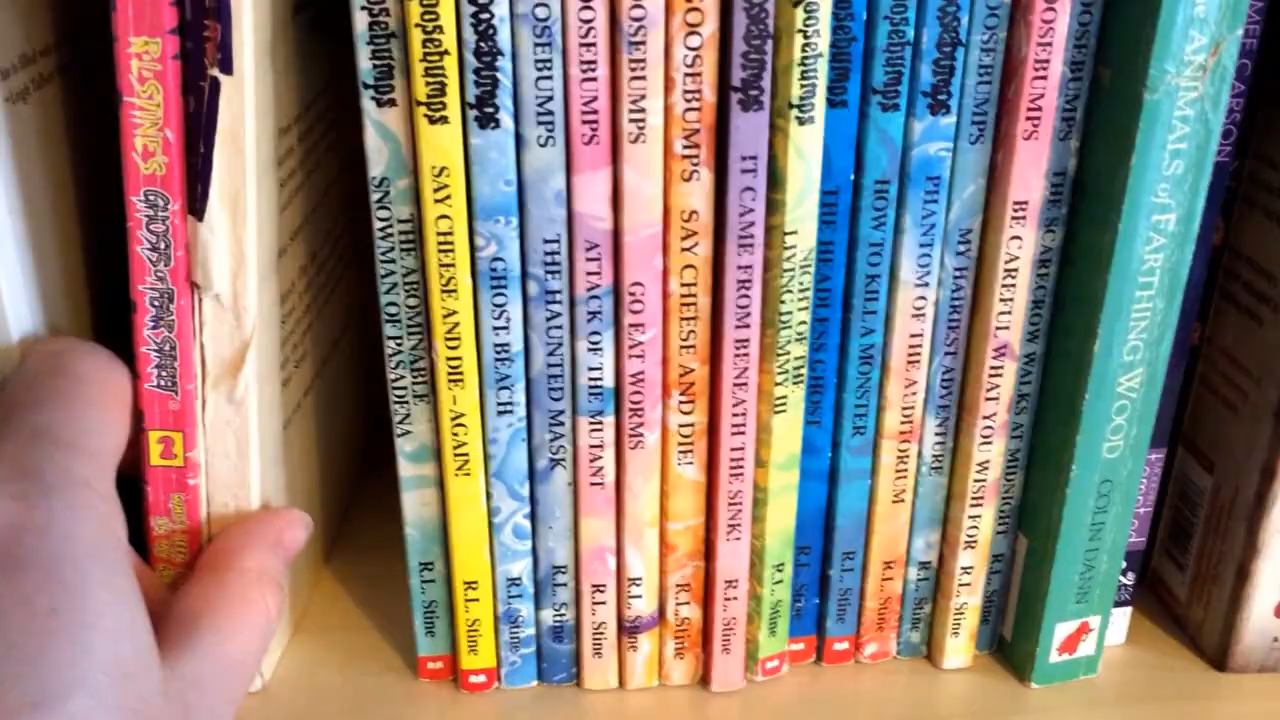 R.L. STINE'S GHOSTS of FEAR STREET
2
Goosebumps THE ABOMINABLE SNOWMAN OF PASADENA R.L. Stine
Goosebumps SAY CHEESE AND DIE – AGAIN! R.L. Stine
Goosebumps GHOST BEACH R.L. Stine
GOOSEBUMPS THE HAUNTED MASK R.L. Stine
GOOSEBUMPS ATTACK OF THE MUTANT R.L. Stine
GOOSEBUMPS GO EAT WORMS R.L. Stine
GOOSEBUMPS SAY CHEESE AND DIE! R.L. Stine
Goosebumps IT CAME FROM BENEATH THE SINK! R.L. Stine
Goosebumps NIGHT OF THE LIVING DUMMY III R.L. Stine
Goosebumps THE HEADLESS GHOST R.L. Stine
Goosebumps HOW TO KILL A MONSTER R.L. Stine
Goosebumps PHANTOM OF THE AUDITORIUM R.L. Stine
GOOSEBUMPS MY HAIRIEST ADVENTURE R.L. Stine
GOOSEBUMPS BE CAREFUL WHAT YOU WISH FOR R.L. Stine
GOOSEBUMPS THE SCARECROW WALKS AT MIDNIGHT R.L. Stine
The ANIMALS of FARTHING WOOD COLIN DANN
CARSON